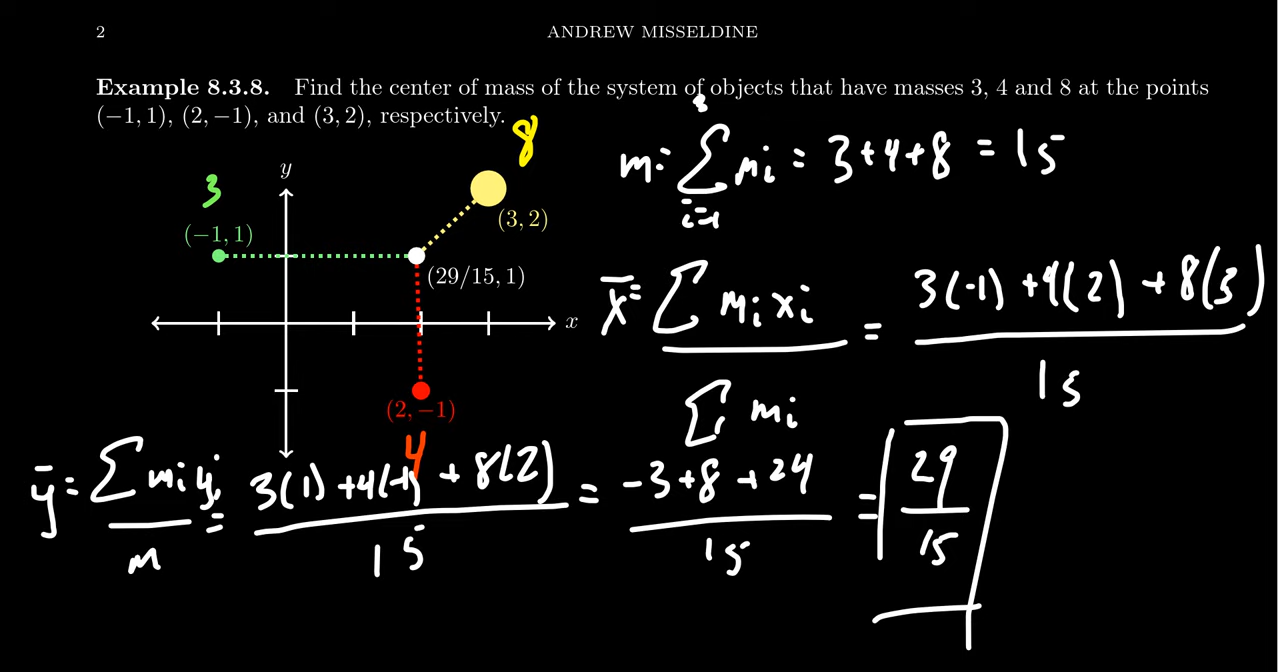 2 ANDREW MISSELDINE
Example 8.3.8. Find the center of mass of the system of objects that have masses 3, 4 and 8 at the points
(−1, 1), (2, −1), and (3, 2), respectively.
8
3
y
(3, 2)
(−1, 1)
(29/15, 1)
x
(2, −1)
4
m = ∑ᵢ₌₁³ mᵢ = 3+4+8 = 15
x̄ = ∑ mᵢxᵢ / ∑ mᵢ = 3(-1) +4(2) +8(3) / 15
= -3+8+24 / 15 = 29/15
ȳ = ∑ mᵢyᵢ / m = 3(1) +4(-1) +8(2) / 15